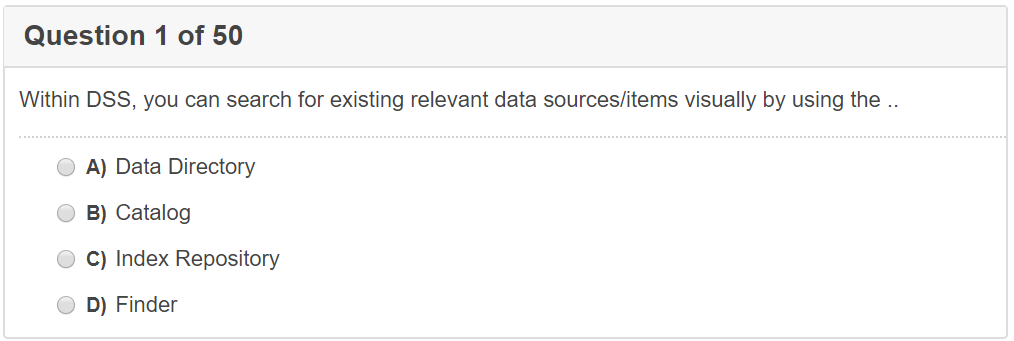 Question 1 of 50
Within DSS, you can search for existing relevant data sources/items visually by using the ..
A) Data Directory
B) Catalog
C) Index Repository
D) Finder